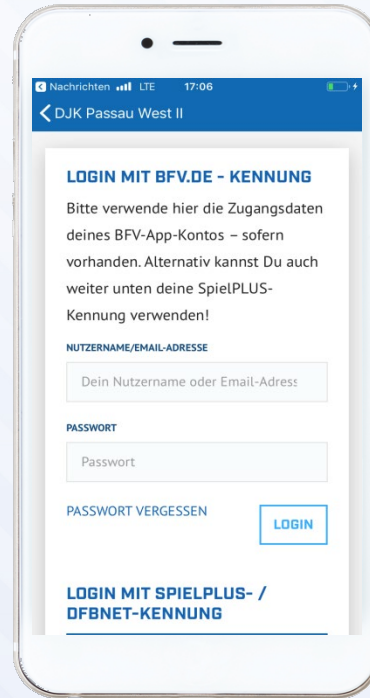 Nachrichten LTE 17:06
DJK Passau West II
LOGIN MIT BFV.DE - KENNUNG
Bitte verwende hier die Zugangsdaten
deines BFV-App-Kontos – sofern
vorhanden. Alternativ kannst Du auch
weiter unten deine SpielPLUS-
Kennung verwenden!
NUTZERNAME/EMAIL-ADRESSE
Dein Nutzername oder Email-Adress
PASSWORT
Passwort
PASSWORT VERGESSEN
LOGIN
LOGIN MIT SPIELPLUS- /
DFBNET-KENNUNG